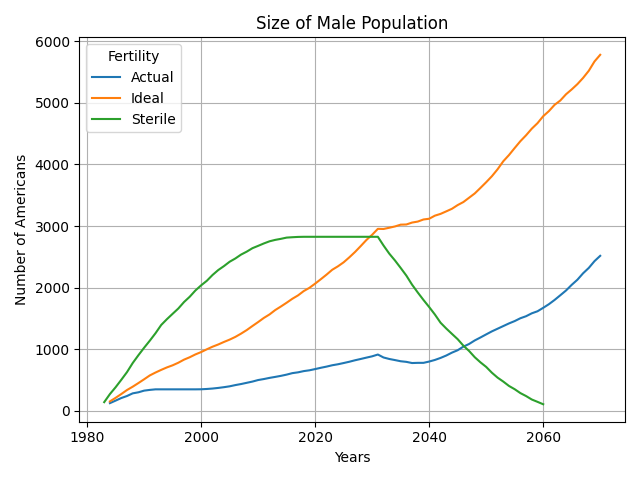 Size of Male Population
Fertility
Actual
Ideal
Sterile
6000
5000
4000
3000
2000
1000
0
Number of Americans
1980
2000
2020
2040
2060
Years